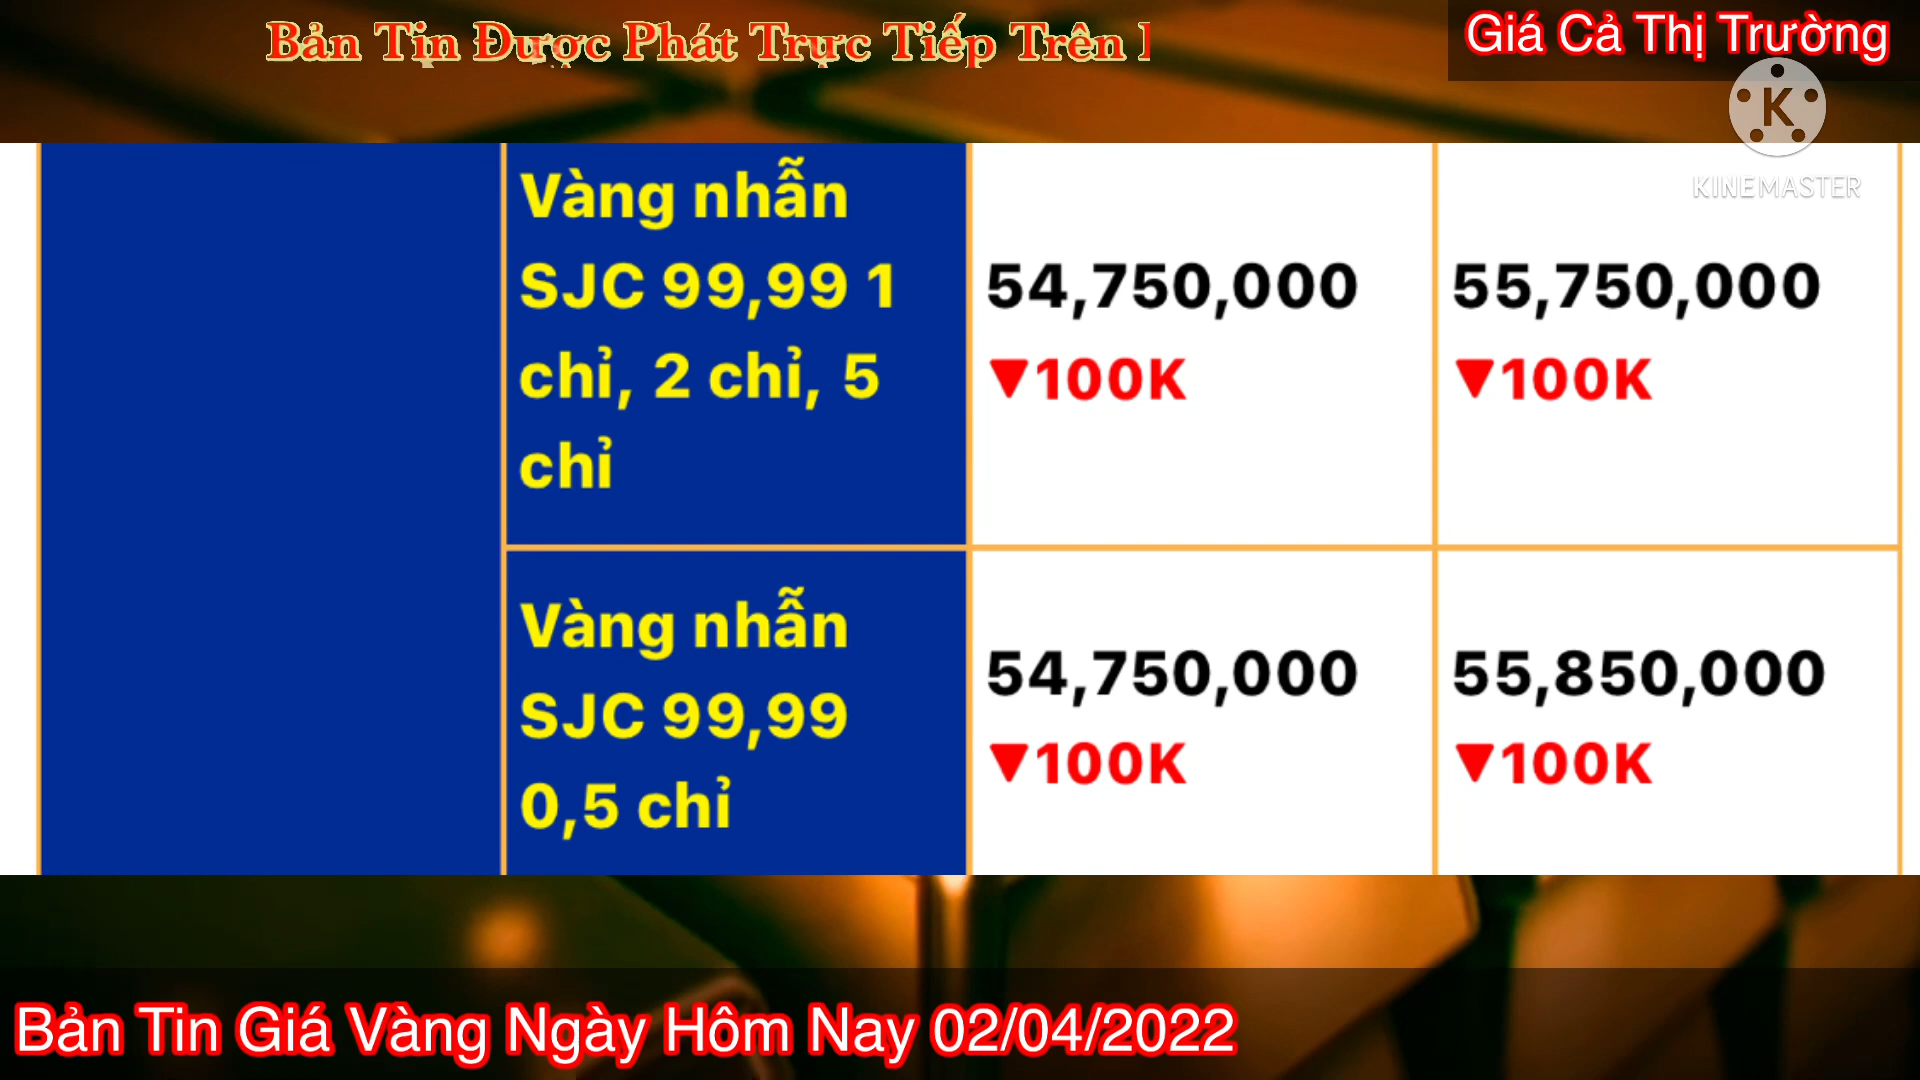 Bản Tin Được Phát Trực Tiếp Trên
Giá Cả Thị Trường
K
KINEMASTER
Vàng nhẫn
SJC 99,99 1
chỉ, 2 chỉ, 5
chỉ
54,750,000
▼100K
55,750,000
▼100K
Vàng nhẫn
SJC 99,99
0,5 chỉ
54,750,000
▼100K
55,850,000
▼100K
Bản Tin Giá Vàng Ngày Hôm Nay 02/04/2022